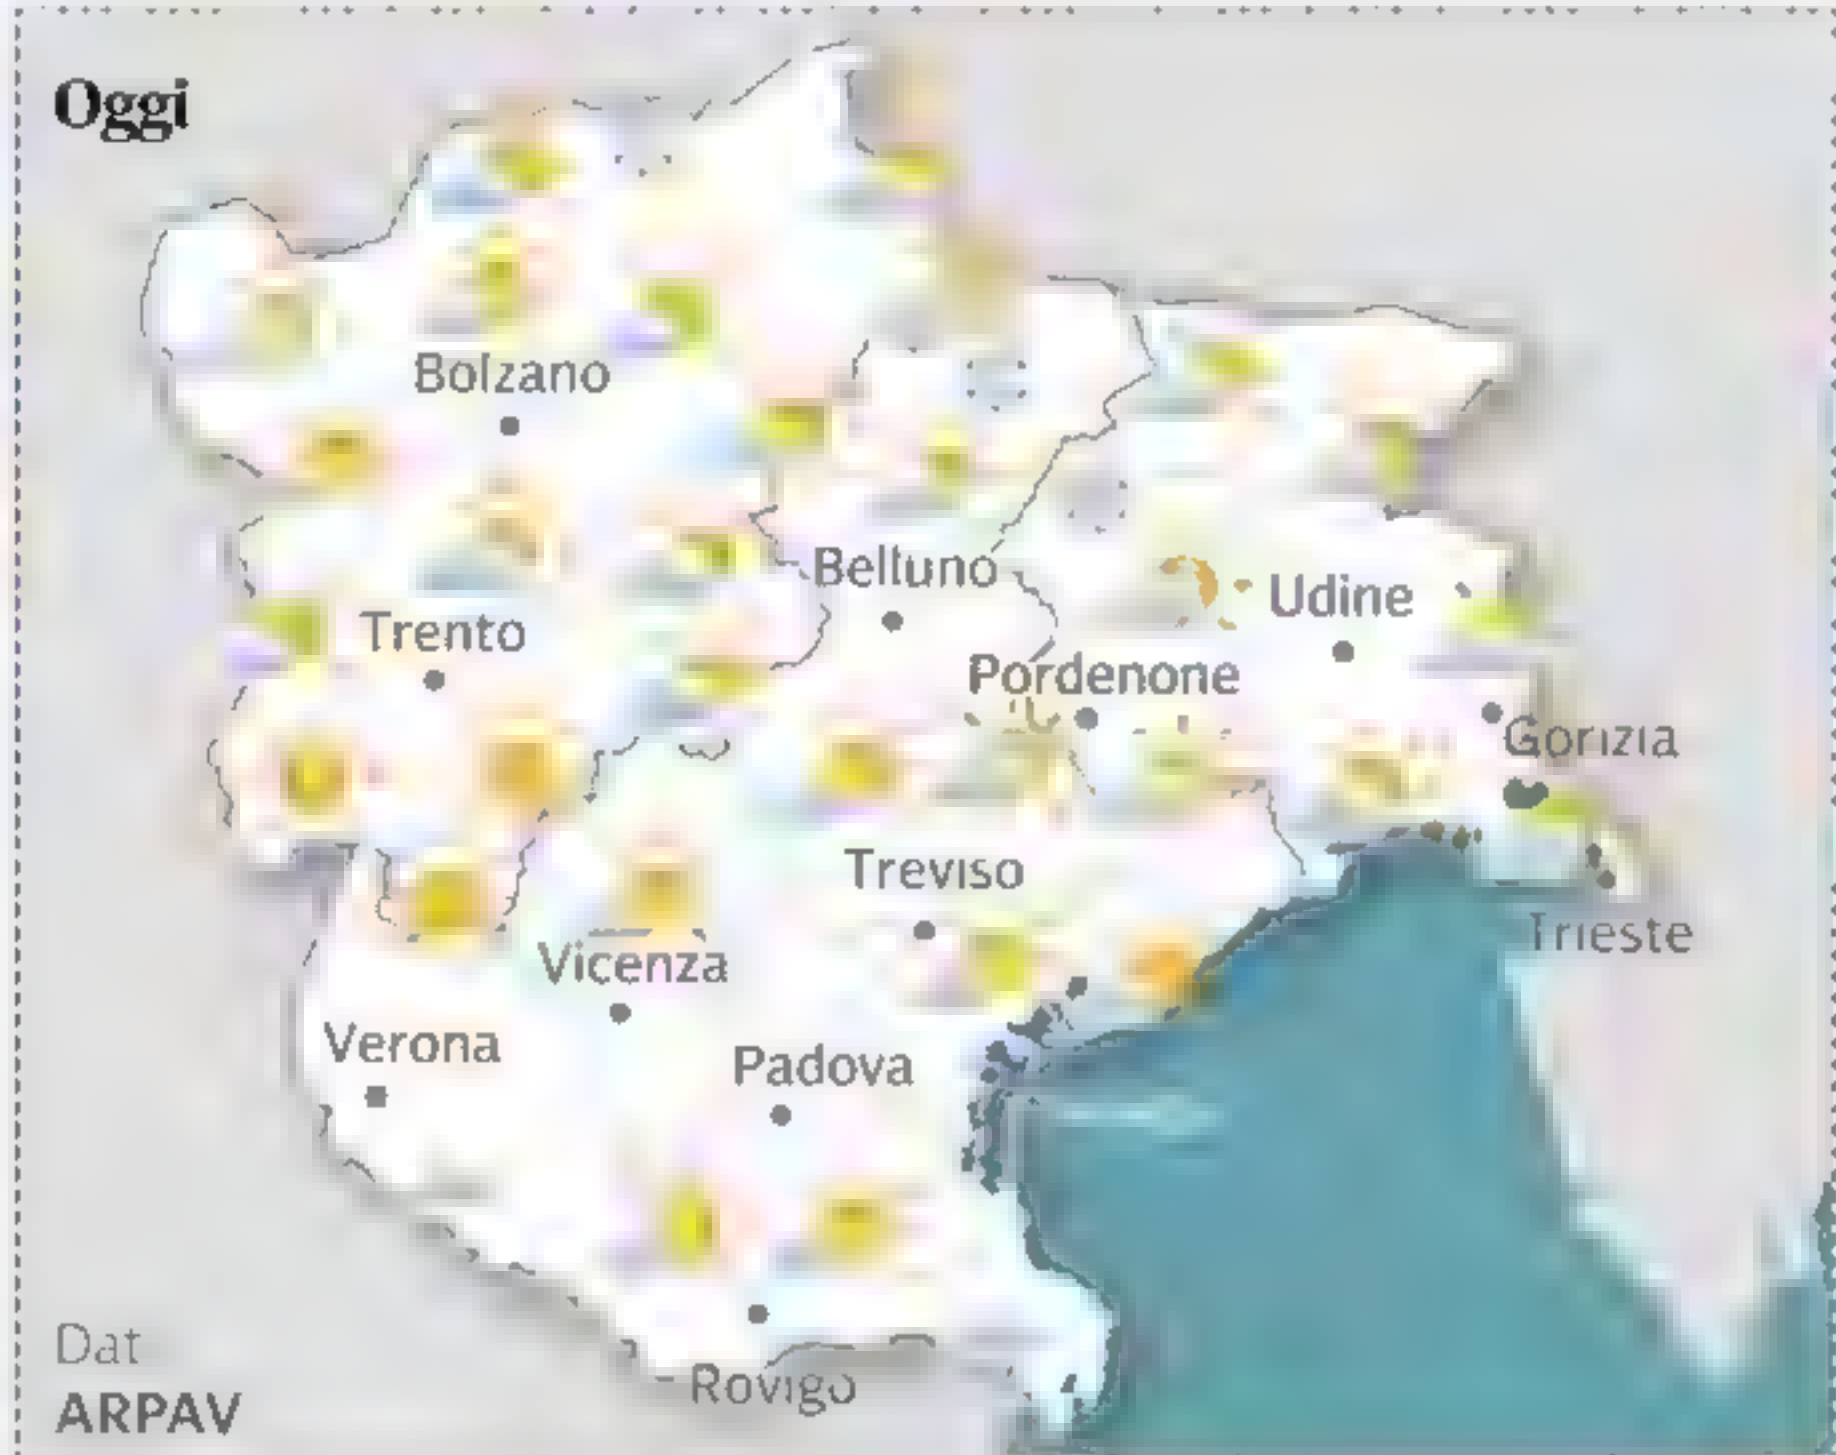 Oggi
Bolzano
Belluno
Udine
Trento
Pordenone
Gorizia
Treviso
Trieste
Vicenza
Verona
Padova
Rovigo
Dat
ARPAV